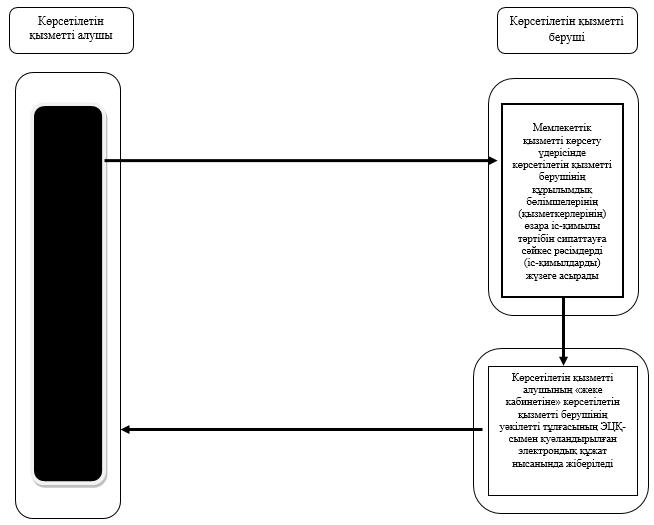 Көрсетілетін
қызметті алушы
Көрсетілетін қызметті
беруші
Мемлекеттік
қызметті көрсету
үдерісінде
көрсетілетін қызметті
берушінің
құрылымдық
бөлімшелерінің
(қызметкерлерінің)
өзара іс-қимылы
тәртібін сипаттауға
сәйкес рәсімдерді
(іс-қимылдарды)
жүзеге асырады
Көрсетілетін қызметті
алушының «жеке
кабинетіне» көрсетілетін
қызметті берушінің
уәкілетті тұлғасының ЭЦҚ-
сымен куәландырылған
электрондық құжат
нысанында жіберіледі